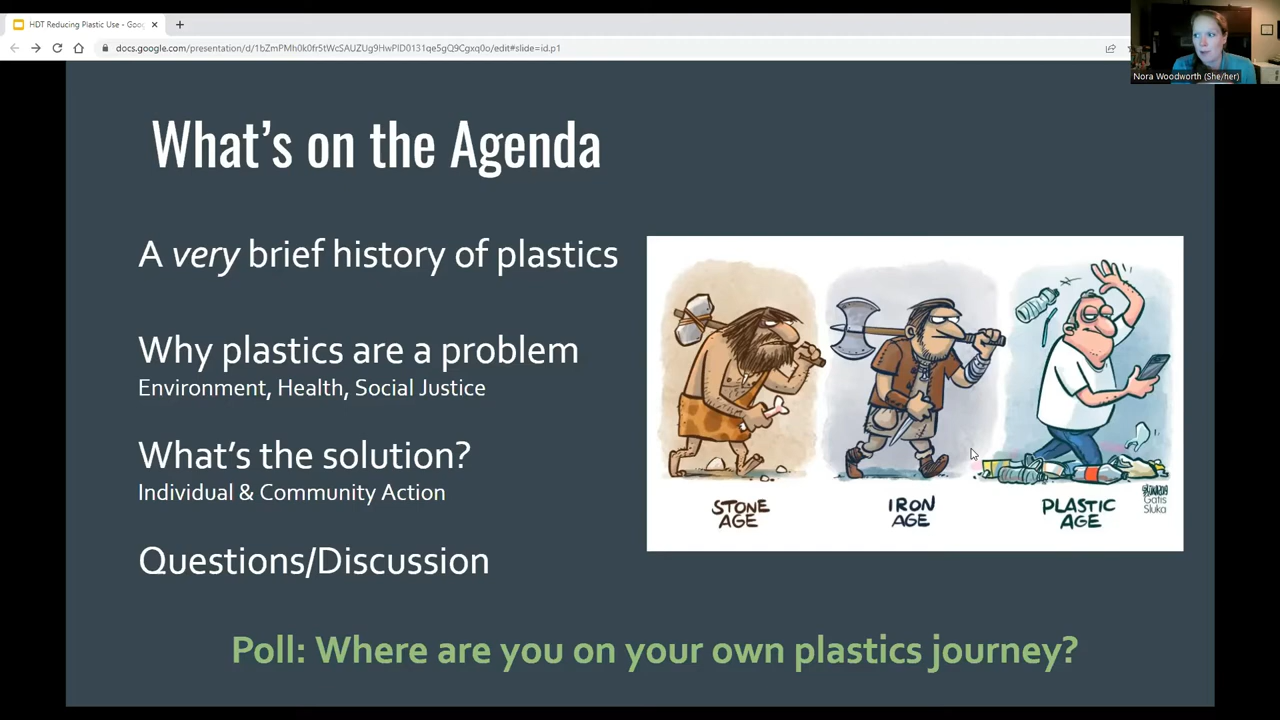 HDT Reducing Plastic Use - Goo
docs.google.com/presentation/d/1bZmPMh0k0fr5tWcSAUZUg9HwPlD0131qe5gQ9Cgxq0o/edit#slide=id.p1
Nora Woodworth (She/her)
What's on the Agenda
A very brief history of plastics
Why plastics are a problem
Environment, Health, Social Justice
What's the solution?
Individual & Community Action
Questions/Discussion
STONE
AGE
IRON
AGE
PLASTIC
AGE
Gatis
Sluka
Poll: Where are you on your own plastics journey?